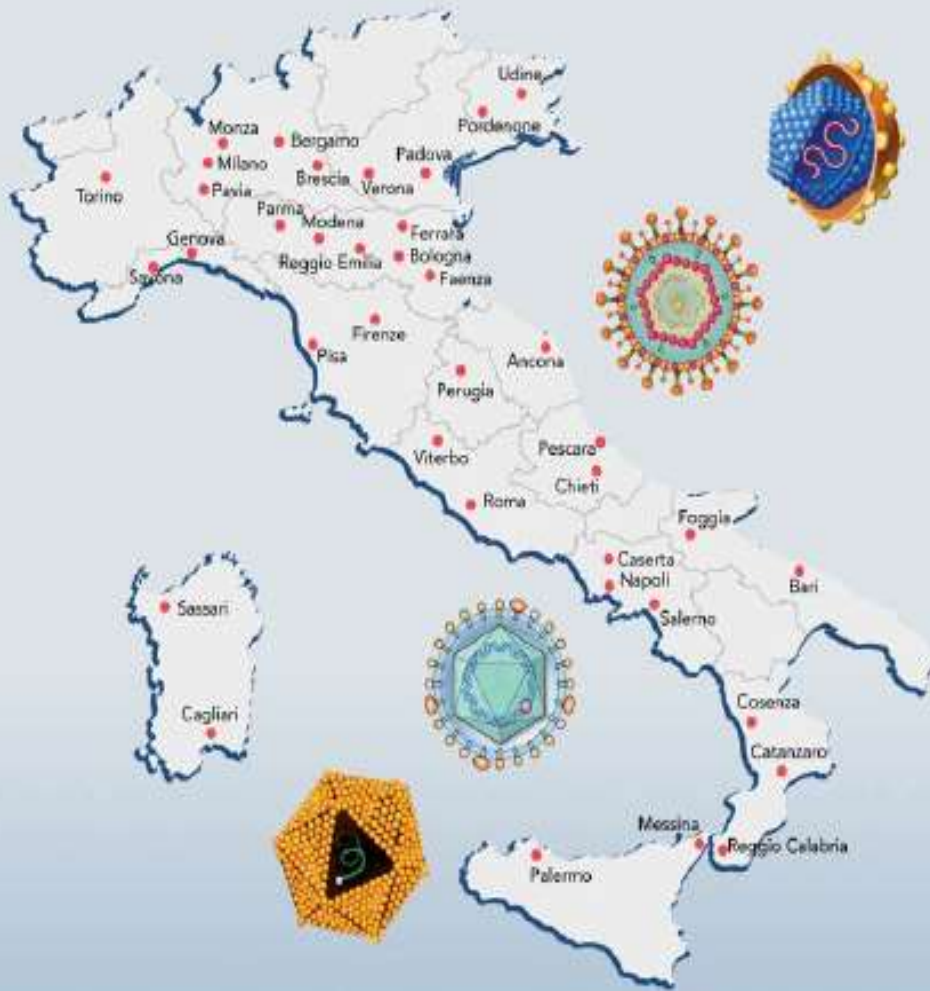 Udine
Pordenone
Monza
Bergamo
Milano
Brescia
Padova
Verona
Torino
Pavia
Parma
Modena
Ferrara
Genova
Reggio Emilia
Bologna
Savona
Faenza
Firenze
Pisa
Ancona
Perugia
Pescara
Viterbo
Chieti
Roma
Foggia
Caserta
Napoli
Bari
Sassari
Salerno
Cagliari
Cosenza
Catanzaro
Messina
Reggio Calabria
Palermo